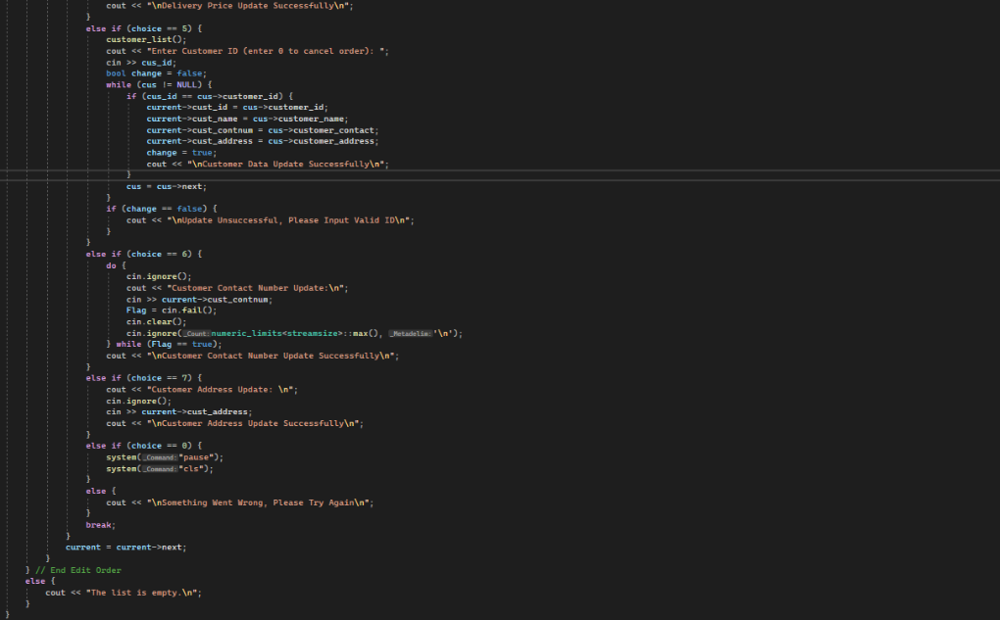 cout << "\nDelivery Price Update Successfully\n";
        }
        else if (choice == 5) {
            customer_list();
            cout << "Enter Customer ID (enter 0 to cancel order): ";
            cin >> cus_id;
            bool change = false;
            while (cus != NULL) {
                if (cus_id == cus->customer_id) {
                    current->cust_id = cus->customer_id;
                    current->cust_name = cus->customer_name;
                    current->cust_contnum = cus->customer_contact;
                    current->cust_address = cus->customer_address;
                    change = true;
                    cout << "\nCustomer Data Update Successfully\n";
                }
                cus = cus->next;
            }
            if (change == false) {
                cout << "\nUpdate Unsuccessful, Please Input Valid ID\n";
            }
        }
        else if (choice == 6) {
            do {
                cin.ignore();
                cout << "Customer Contact Number Update:\n";
                cin >> current->cust_contnum;
                Flag = cin.fail();
                cin.clear();
                cin.ignore(_Count:numeric_limits<streamsize>::max(), _Metadelim:'\n');
            } while (Flag == true);
            cout << "\nCustomer Contact Number Update Successfully\n";
        }
        else if (choice == 7) {
            cout << "Customer Address Update: \n";
            cin.ignore();
            cin >> current->cust_address;
            cout << "\nCustomer Address Update Successfully\n";
        }
        else if (choice == 0) {
            system(_Command:"pause");
            system(_Command:"cls");
        }
        else {
            cout << "\nSomething Went Wrong, Please Try Again\n";
        }
        break;
    }
    current = current->next;
}
} // End Edit Order
else {
    cout << "The list is empty.\n";
}
}